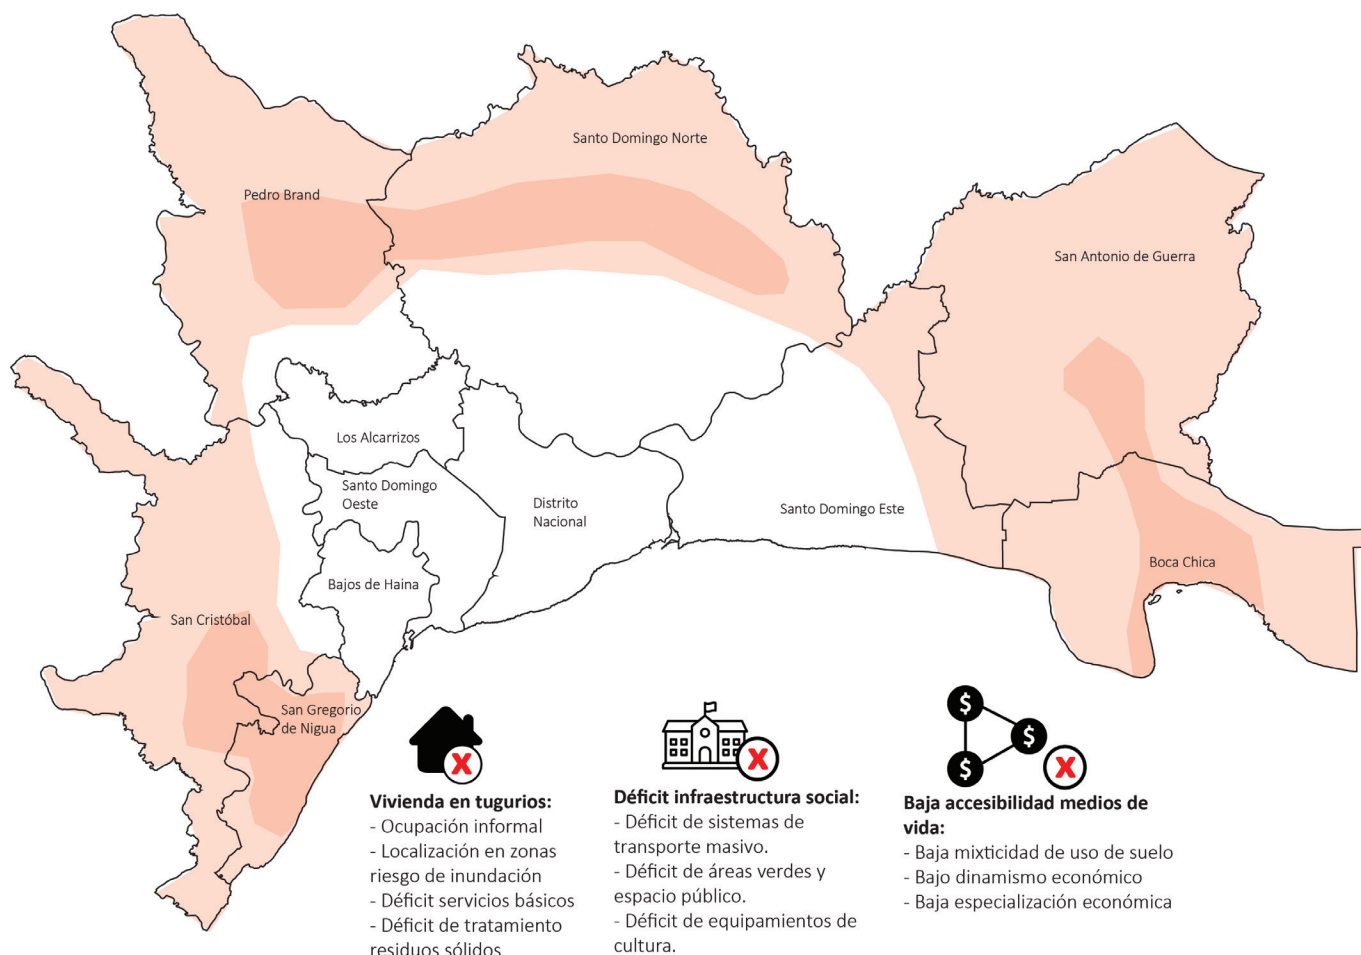 Santo Domingo Norte
Pedro Brand
San Antonio de Guerra
Los Alcarrizos
Santo Domingo
Oeste
Distrito
Nacional
Santo Domingo Este
Bajos de Haina
Boca Chica
San Cristóbal
San Gregorio
de Nigua
X
X
$
$
$
X
Vivienda en tugurios:
- Ocupación informal
- Localización en zonas
riesgo de inundación
- Déficit servicios básicos
- Déficit de tratamiento
residuos sólidos
Déficit infraestructura social:
- Déficit de sistemas de
transporte masivo.
- Déficit de áreas verdes y
espacio público.
- Déficit de equipamientos de
cultura.
Baja accesibilidad medios de
vida:
- Baja mixticidad de uso de suelo
- Bajo dinamismo económico
- Baja especialización económica